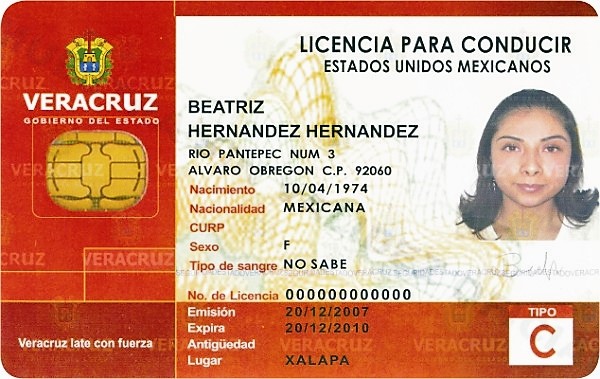 LICENCIA PARA CONDUCIR
ESTADOS UNIDOS MEXICANOS
VERACRUZ
GOBIERNO DEL ESTADO
BEATRIZ
HERNANDEZ HERNANDEZ
RIO PANTEPEC NUM 3
ALVARO OBREGON C.P. 92060
Nacimiento 10/04/1974
Nacionalidad MEXICANA
CURP
Sexo F
Tipo de sangre NO SABE
No. de Licencia 000000000000
Emisión 20/12/2007
Expira 20/12/2010
Antigüedad
Lugar XALAPA
TIPO
C
Veracruz late con fuerza